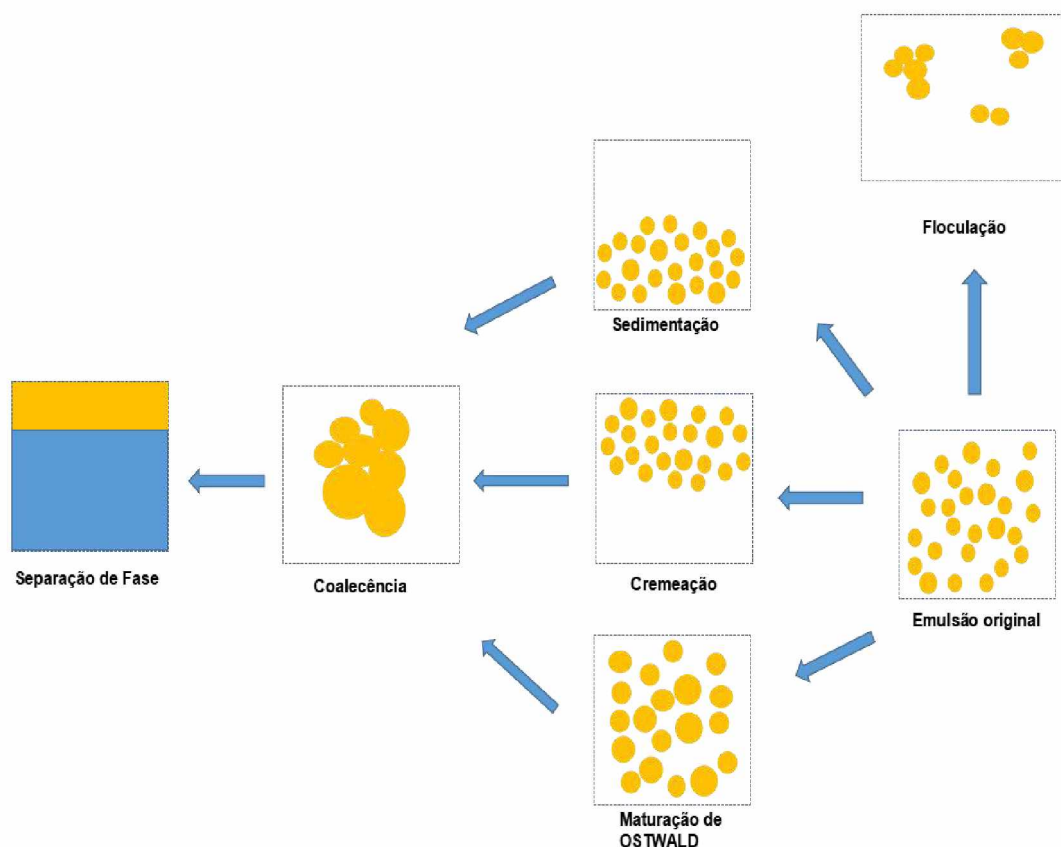 Floculação
Sedimentação
Separação de Fase
Coalecência
Cremeação
Emulsão original
Maturação de
OSTWALD